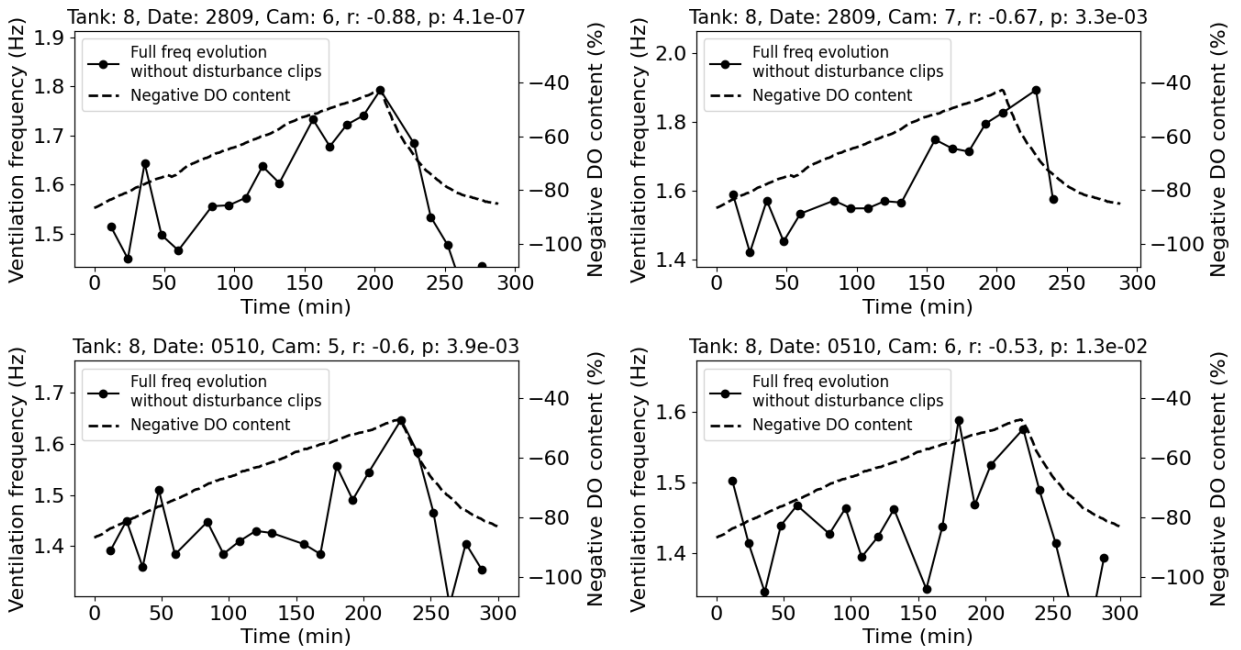 Tank: 8, Date: 2809, Cam: 6, r: -0.88, p: 4.1e-07
Ventilation frequency (Hz)
1.9
1.8
1.7
1.6
1.5
Full freq evolution
without disturbance clips
Negative DO content
−40
−60
−80
−100
Negative DO content (%)
0 50 100 150 200 250 300
Time (min)
Tank: 8, Date: 2809, Cam: 7, r: -0.67, p: 3.3e-03
Ventilation frequency (Hz)
2.0
1.8
1.6
1.4
Full freq evolution
without disturbance clips
Negative DO content
−40
−60
−80
−100
Negative DO content (%)
0 50 100 150 200 250 300
Time (min)
Tank: 8, Date: 0510, Cam: 5, r: -0.6, p: 3.9e-03
Ventilation frequency (Hz)
1.7
1.6
1.5
1.4
Full freq evolution
without disturbance clips
Negative DO content
−40
−60
−80
−100
Negative DO content (%)
0 50 100 150 200 250 300
Time (min)
Tank: 8, Date: 0510, Cam: 6, r: -0.53, p: 1.3e-02
Ventilation frequency (Hz)
1.6
1.5
1.4
Full freq evolution
without disturbance clips
Negative DO content
−40
−60
−80
−100
Negative DO content (%)
0 50 100 150 200 250 300
Time (min)